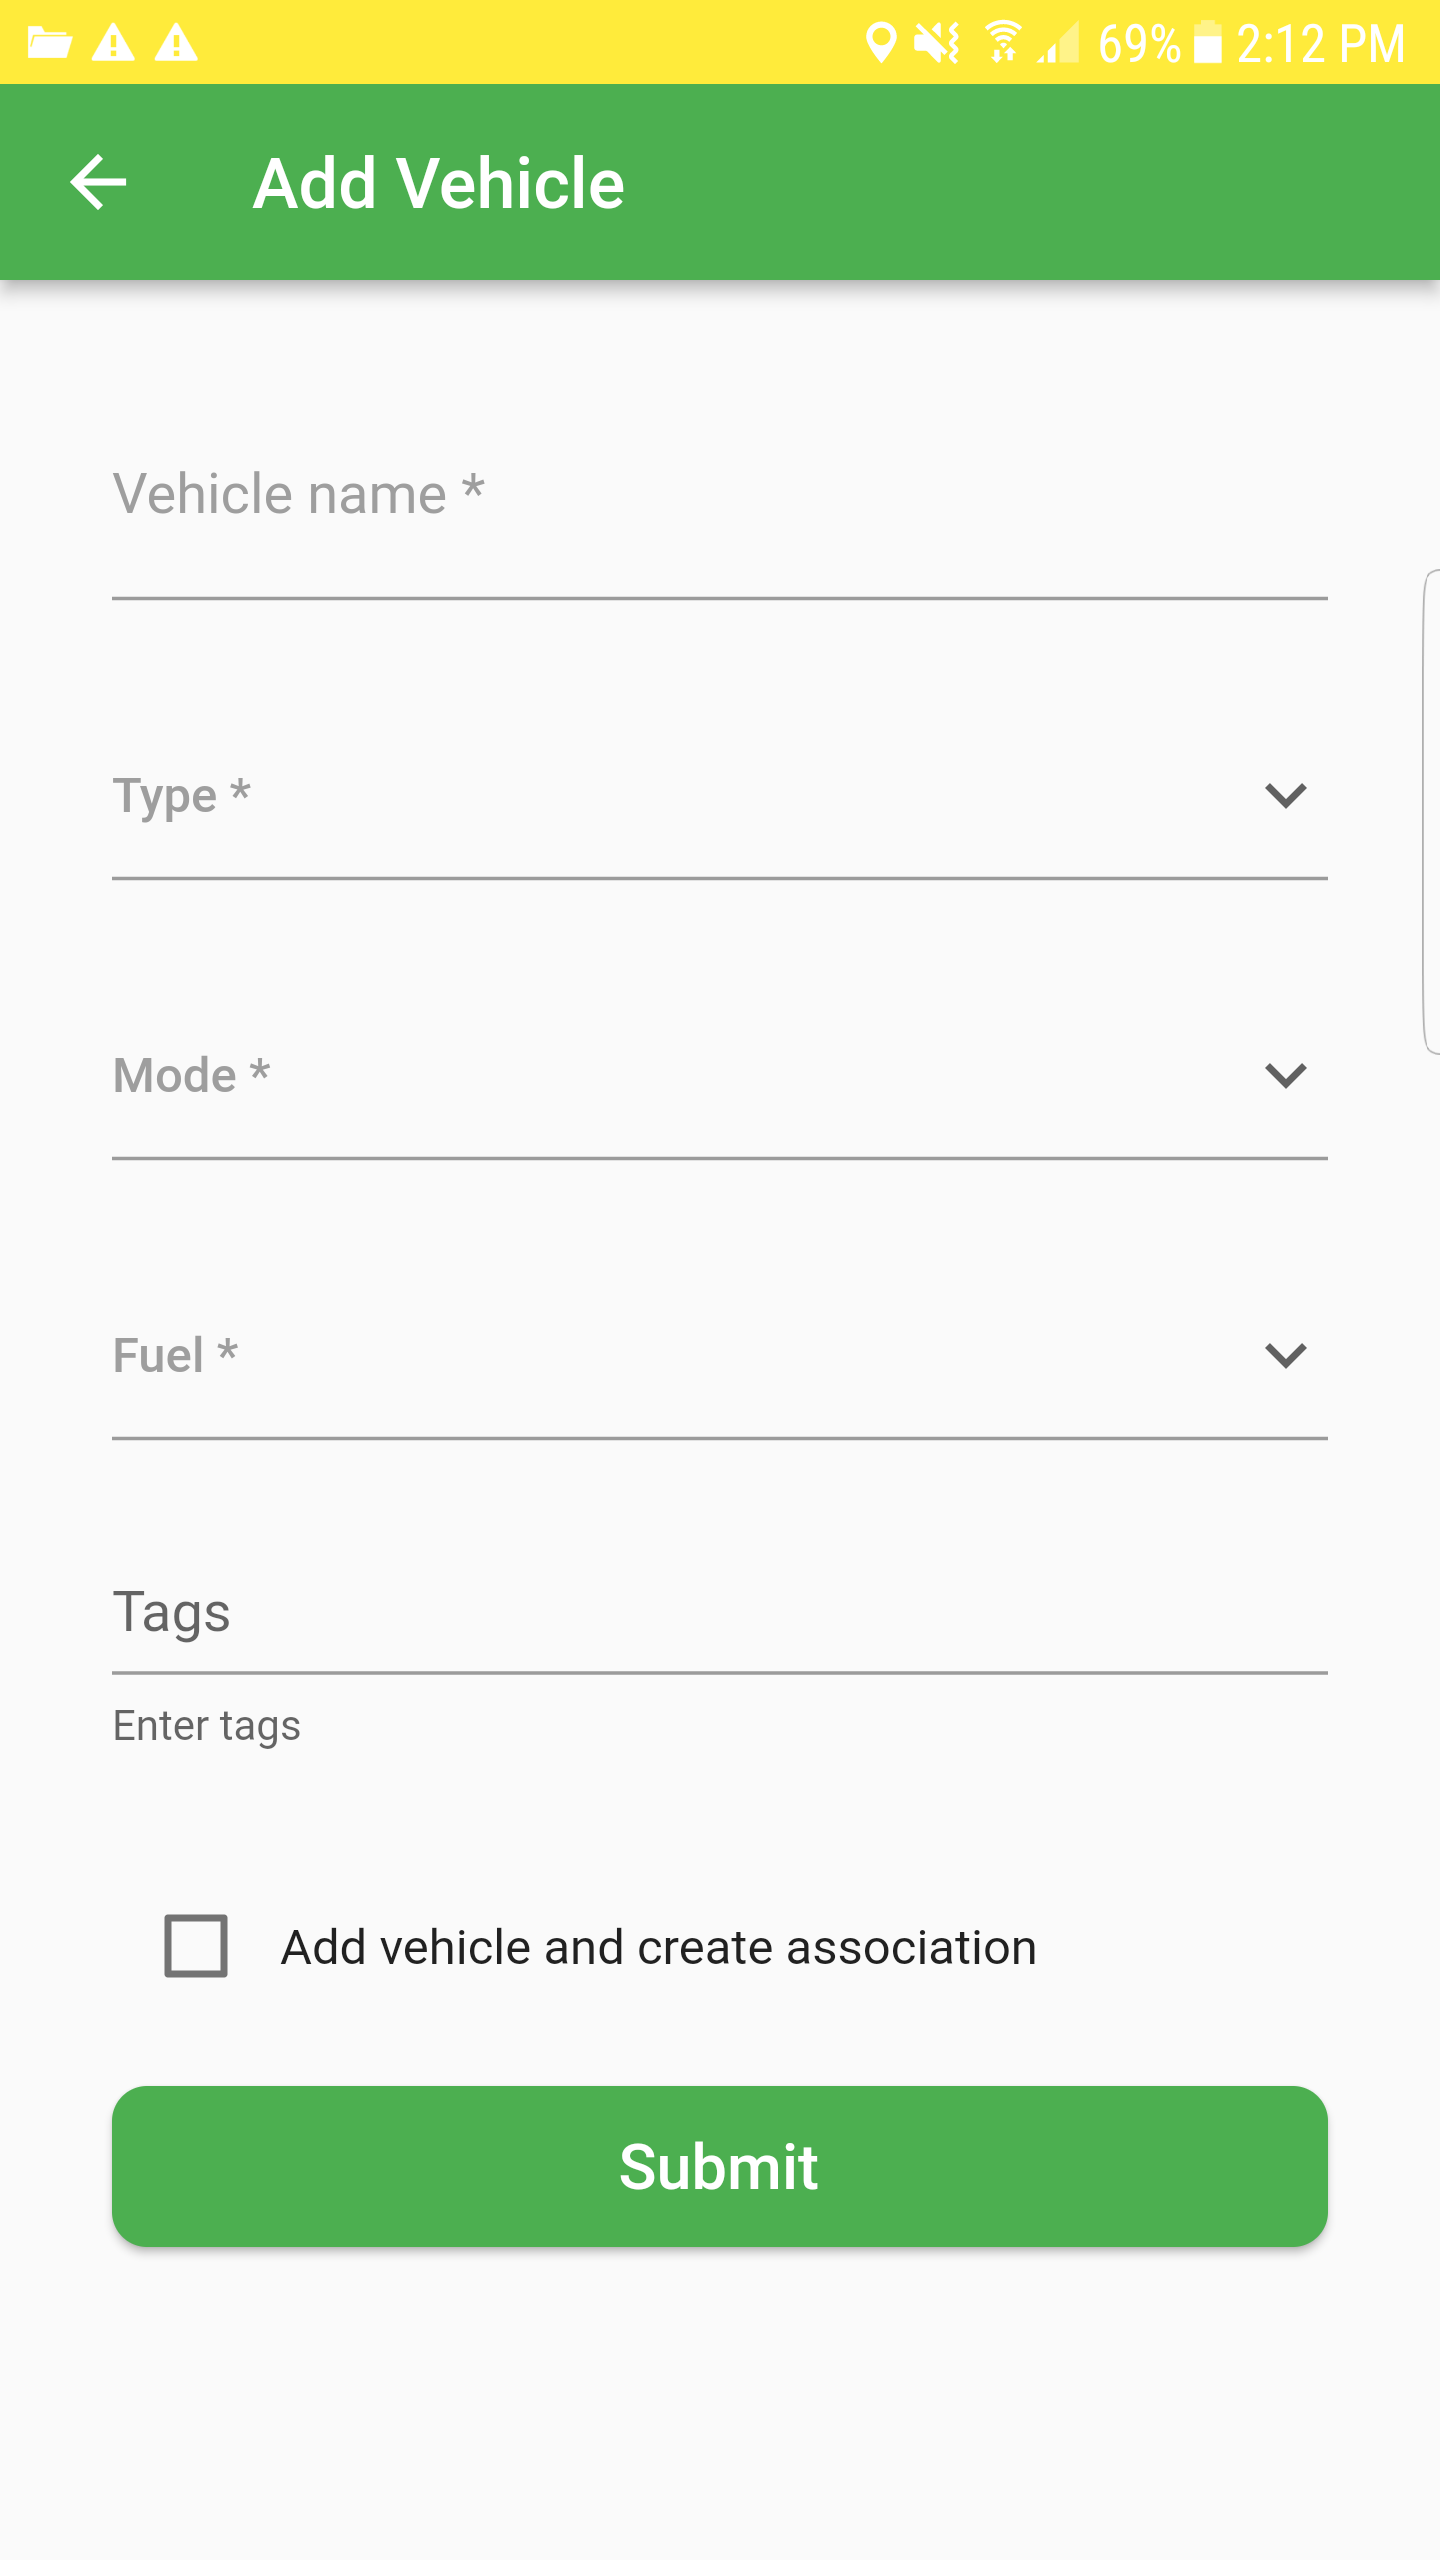 69% 2:12 PM
Add Vehicle
Vehicle name *
Type *
Mode *
Fuel *
Tags
Enter tags
Add vehicle and create association
Submit